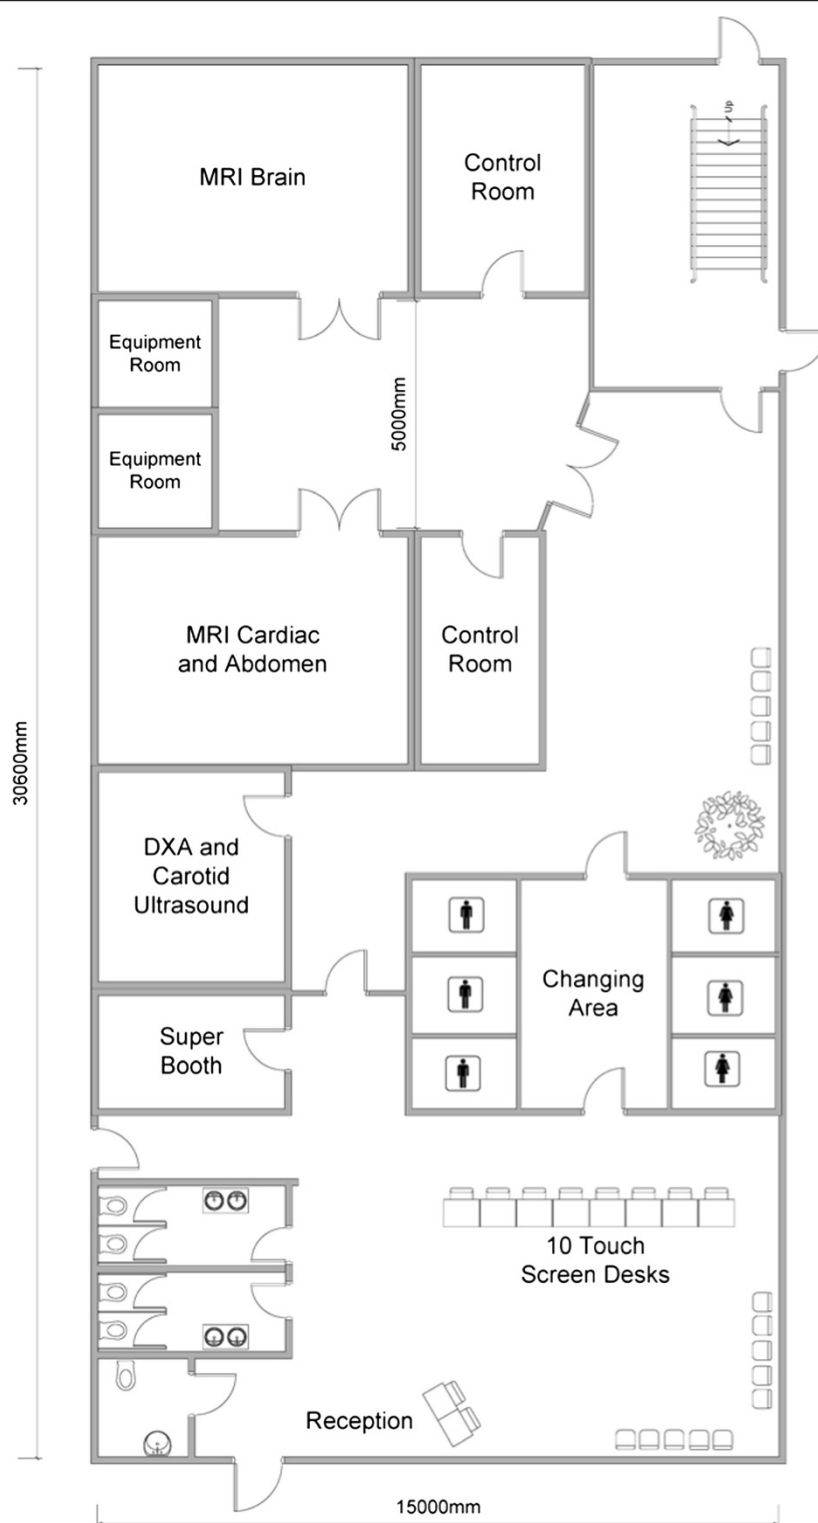 Up
MRI Brain
Control
Room
Equipment
Room
5000mm
Equipment
Room
MRI Cardiac
and Abdomen
Control
Room
30600mm
DXA and
Carotid
Ultrasound
Changing
Area
Super
Booth
10 Touch
Screen Desks
Reception
15000mm